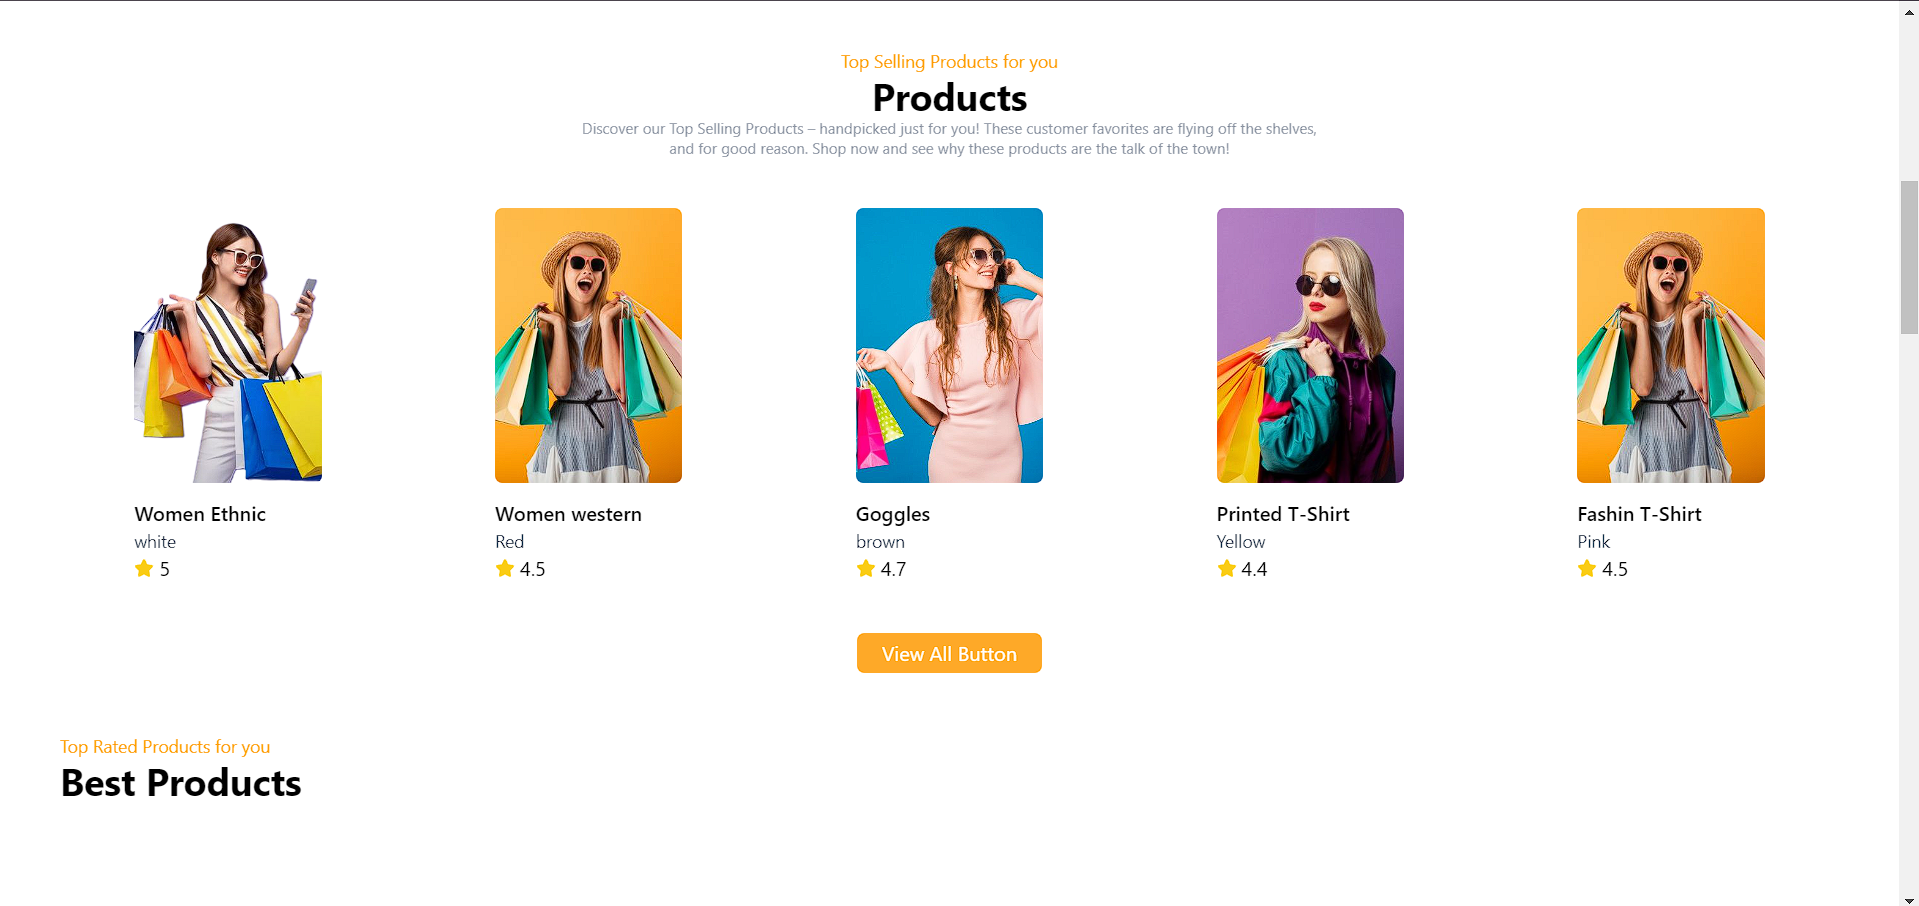 Top Selling Products for you
Products
Discover our Top Selling Products – handpicked just for you! These customer favorites are flying off the shelves,
and for good reason. Shop now and see why these products are the talk of the town!
Women Ethnic
white
5
Women western
Red
4.5
Goggles
brown
4.7
Printed T-Shirt
Yellow
4.4
Fashin T-Shirt
Pink
4.5
View All Button
Top Rated Products for you
Best Products